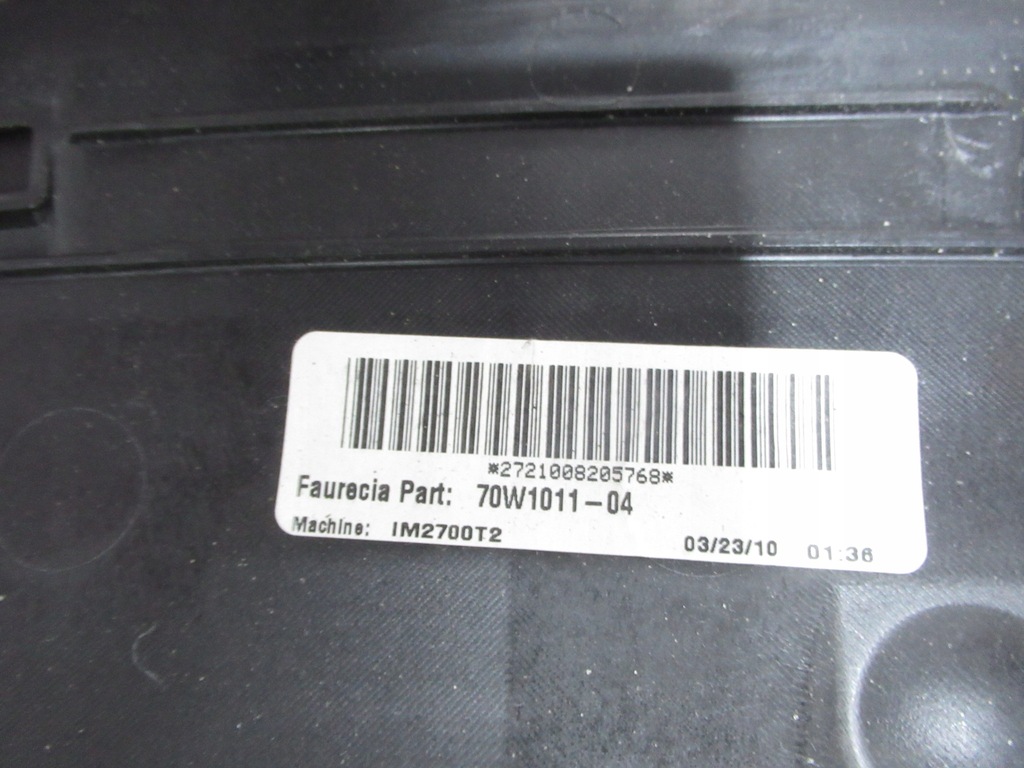 *2721008205768*
Faurecia Part: 70W1011-04
Machine: IM2700T2 03/23/10 01:36